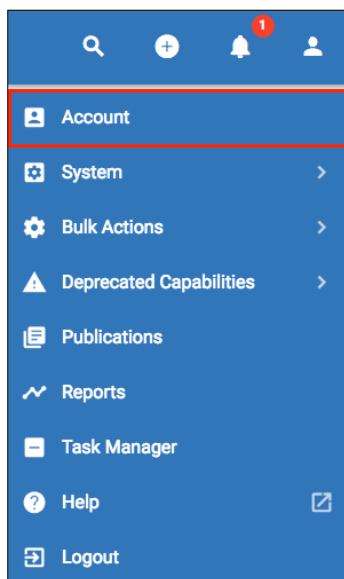 1
Account
System
Bulk Actions
Deprecated Capabilities
Publications
Reports
Task Manager
Help
Logout